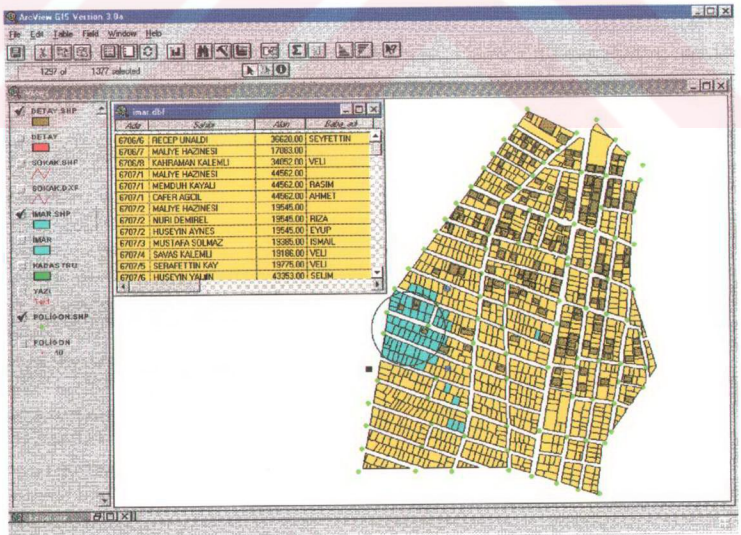 ArcView GIS Version 3.0a
File Edit Table Field Window Help
1297 of 1377 selected
DETAY.SHP
DETAY
SOKAK.SHP
SOKAK.DXF
IMAR.SHP
IMAR
YAZI
POLIGON.SHP
POLIGON
10
imar.dbf
Ada Sahibi Alan Baba_adi
6706/6 RECEP UNALDI 36620.00 SEYFETTIN
6706/7 MALIYE HAZINESI 17083.00
6706/8 KAHRAMAN KALEMLI 34052.00 VELI
6707/1 MALIYE HAZINESI 44562.00
6707/1 MEMDUH KAYALI 44562.00 RASIM
6707/1 CAFER AGCIL 44562.00 AHMET
6707/2 MALIYE HAZINESI 19545.00
6707/2 NURI DEMIREL 19545.00 RIZA
6707/2 HUSEYIN AYNES 19545.00 EYUP
6707/3 MUSTAFA SOLMAZ 19385.00 ISMAIL
6707/4 SAVAS KALEMLI 19186.00 VELI
6707/5 SERAFETTIN KAY 19775.00 VELI
6707/6 HUSEYIN YALIN 43353.00 SELIM